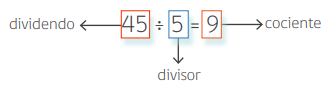 dividendo 45 ÷ 5 = 9 cociente
divisor